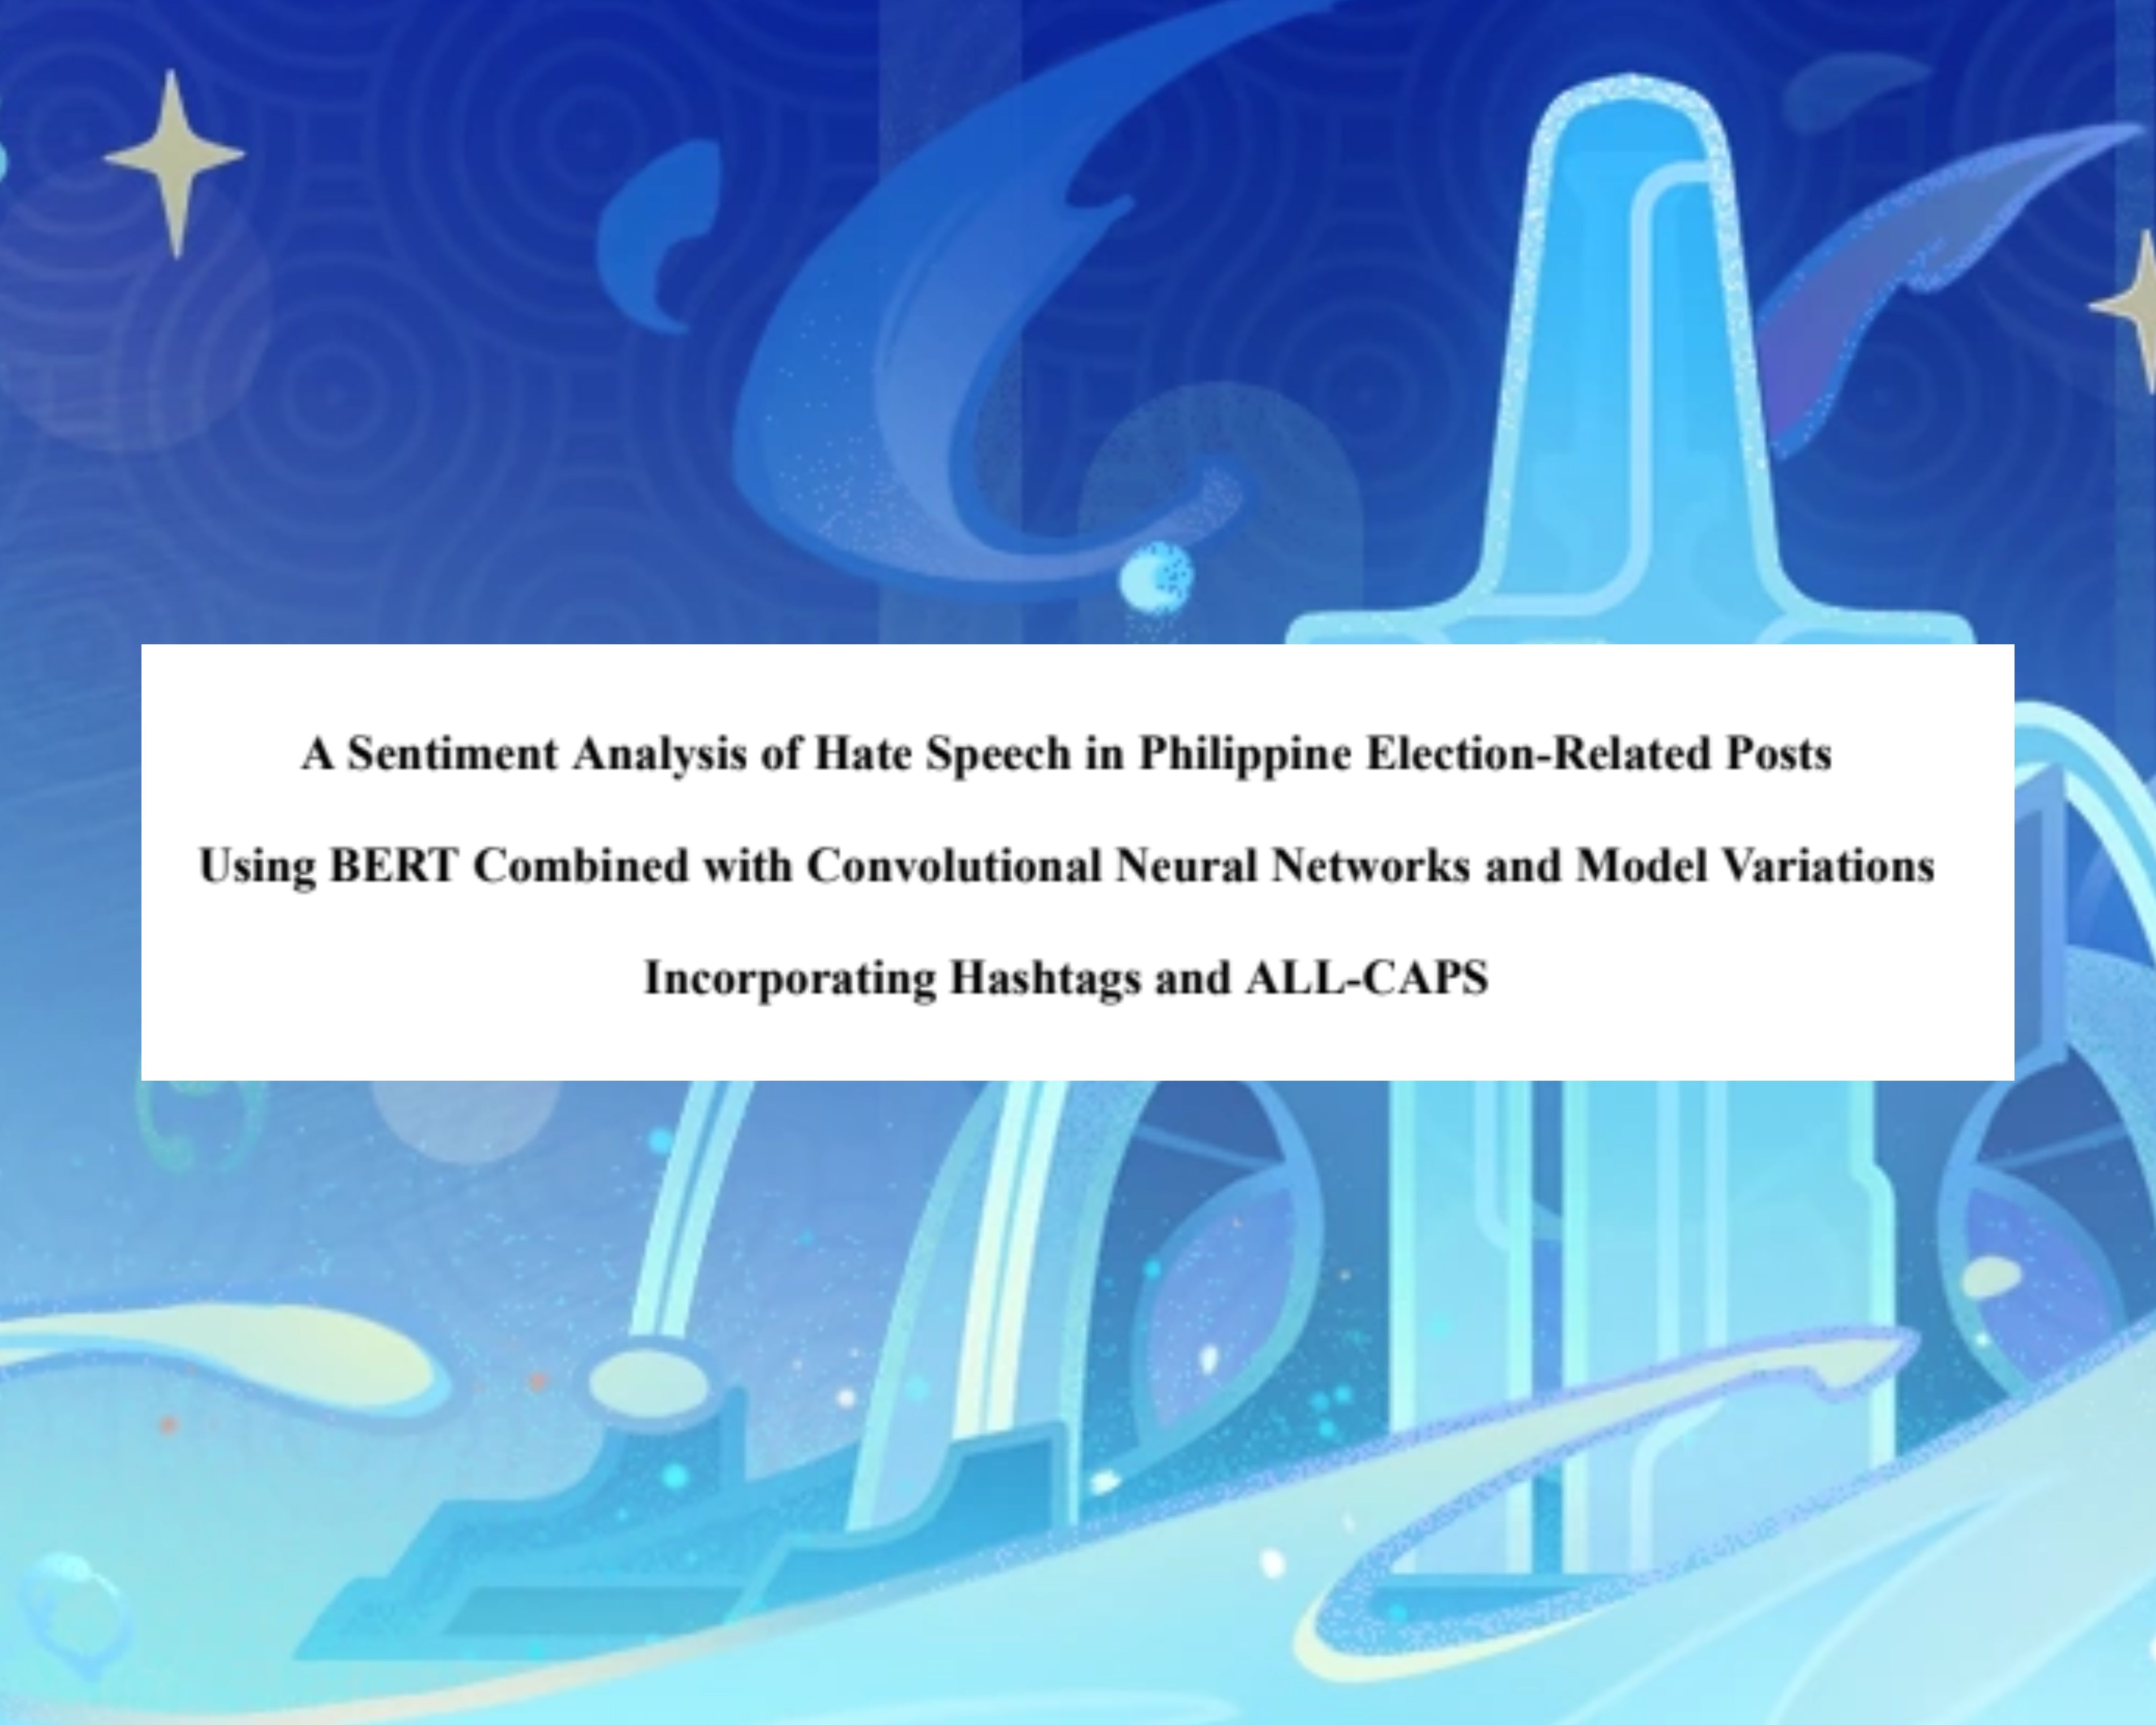 A Sentiment Analysis of Hate Speech in Philippine Election-Related Posts
Using BERT Combined with Convolutional Neural Networks and Model Variations
Incorporating Hashtags and ALL-CAPS